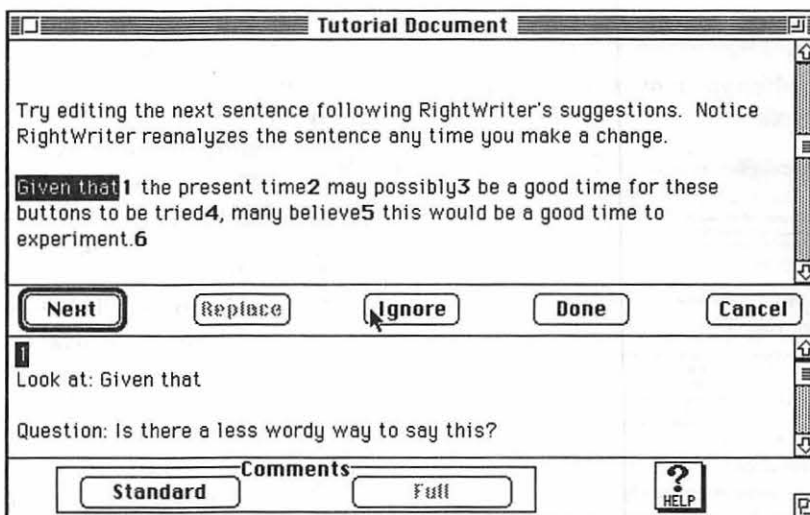 Tutorial Document
Try editing the next sentence following RightWriter's suggestions. Notice
RightWriter reanalyzes the sentence any time you make a change.
Given that1 the present time2 may possibly3 be a good time for these
buttons to be tried4, many believe5 this would be a good time to
experiment.6
Next Replace Ignore Done Cancel
1
Look at: Given that
Question: Is there a less wordy way to say this?
Comments
Standard Full
? HELP